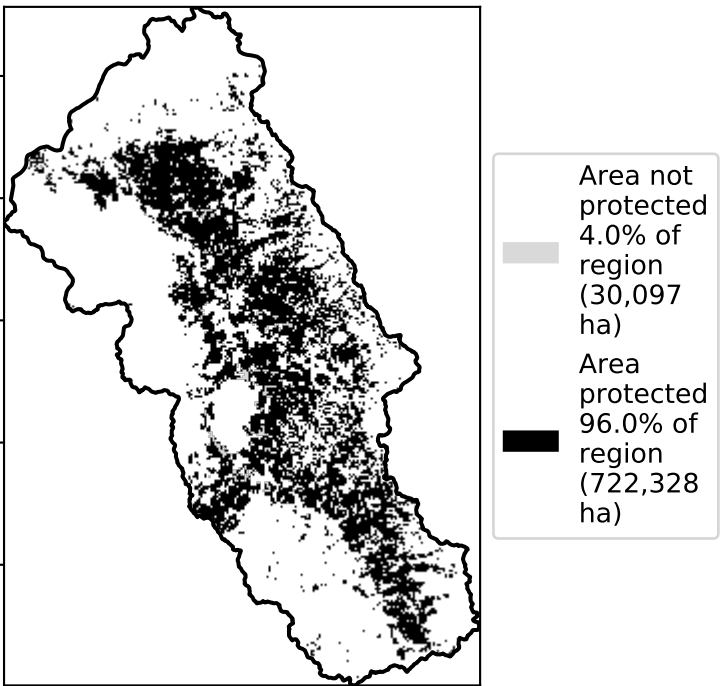 Area not
protected
4.0% of
region
(30,097
ha)
Area
protected
96.0% of
region
(722,328
ha)